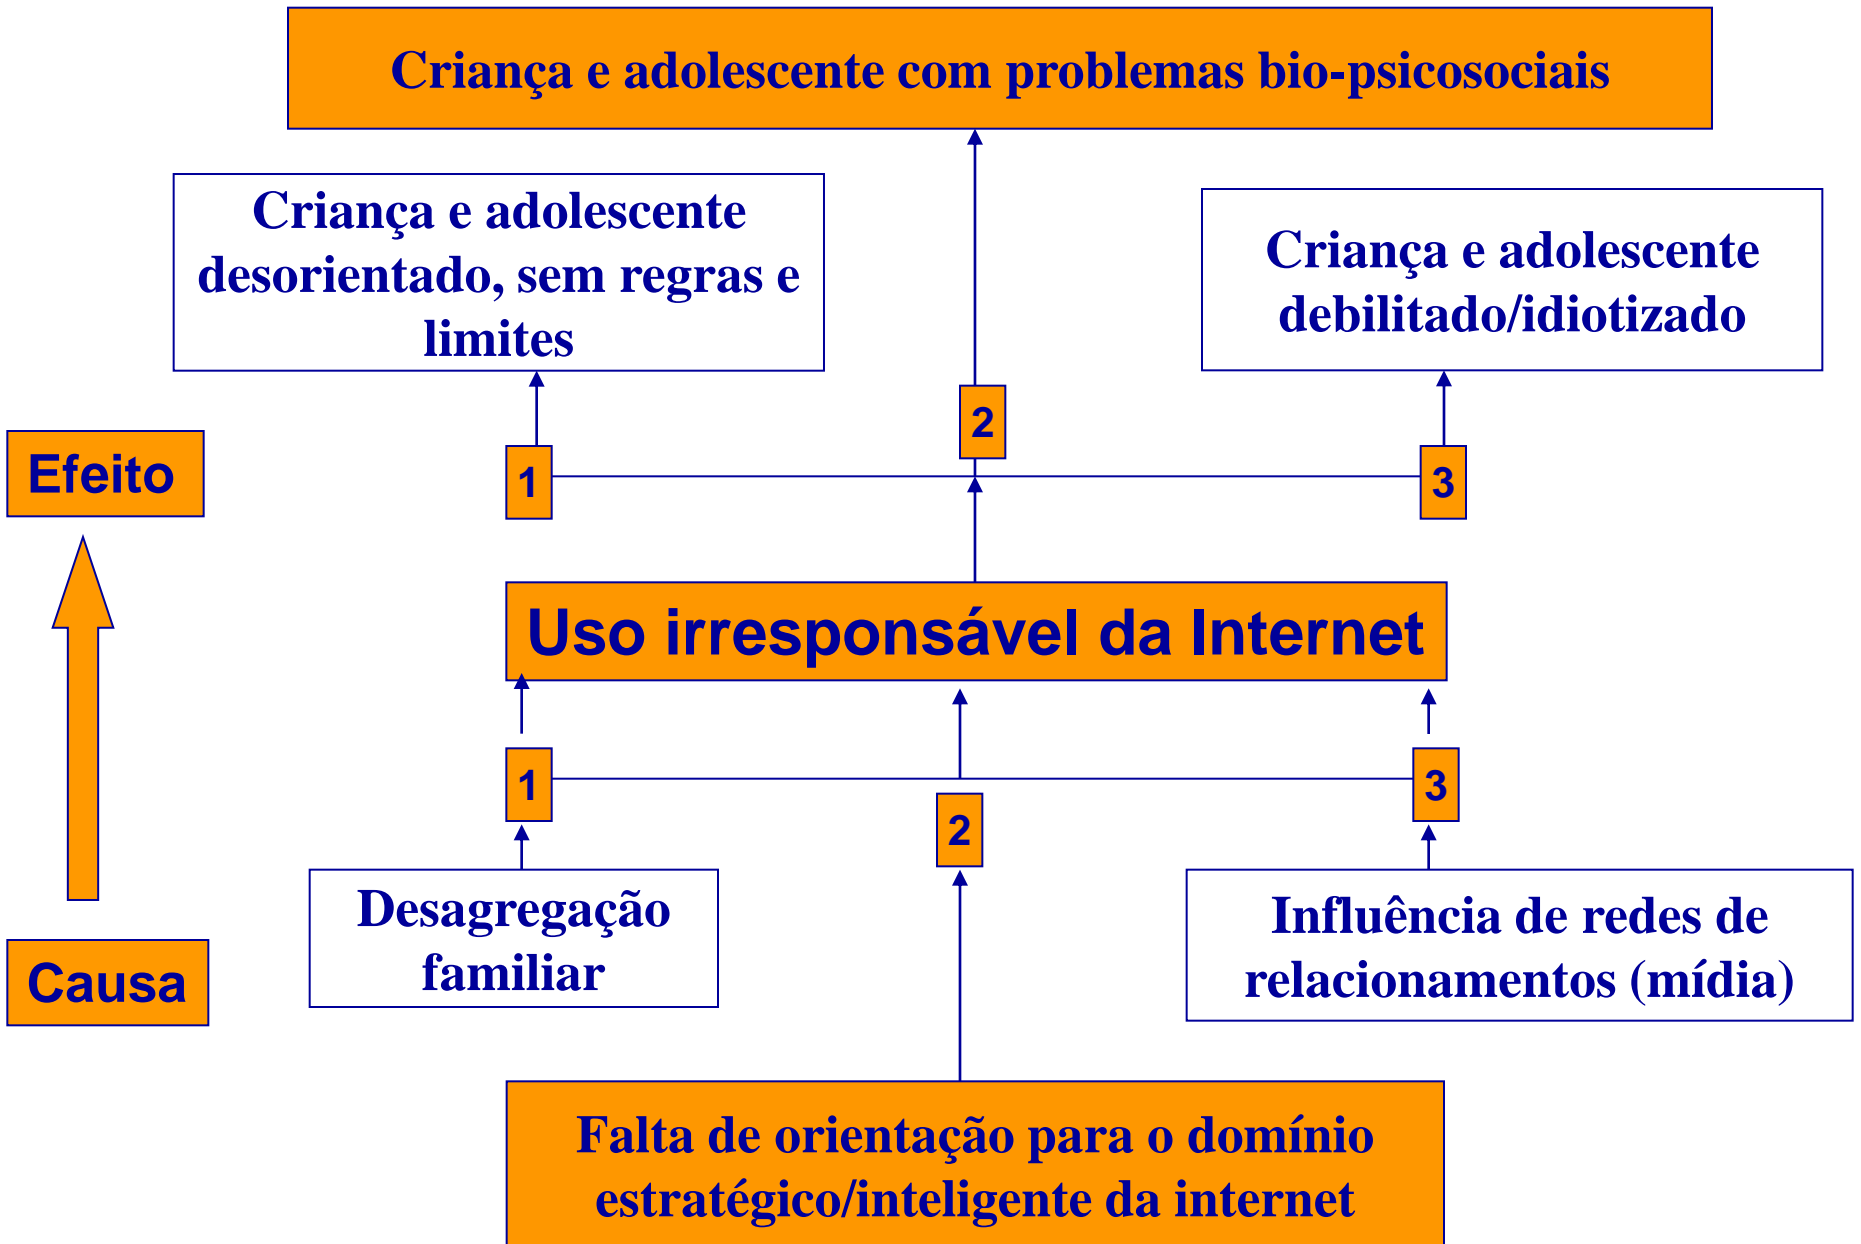 Criança e adolescente com problemas bio-psicosociais
Criança e adolescente
desorientado, sem regras e
limites
Criança e adolescente
debilitado/idiotizado
2
Efeito
1
3
Uso irresponsável da Internet
1
3
2
Desagregação
familiar
Influência de redes de
relacionamentos (mídia)
Causa
Falta de orientação para o domínio
estratégico/inteligente da internet